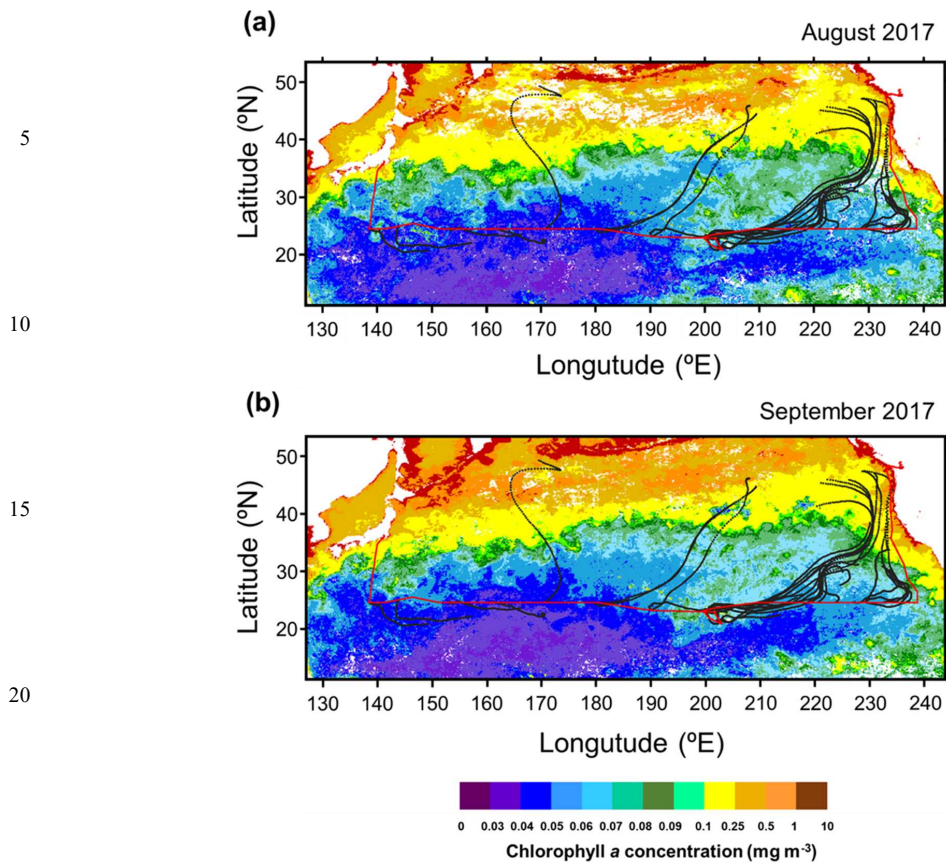 (a)
August 2017
5
10
15
20
Latitude (ºN)
50
40
30
20
130 140 150 160 170 180 190 200 210 220 230 240
Longutude (ºE)
(b)
September 2017
Latitude (ºN)
50
40
30
20
130 140 150 160 170 180 190 200 210 220 230 240
Longutude (ºE)
0 0.03 0.04 0.05 0.06 0.07 0.08 0.09 0.1 0.25 0.5 1 10
Chlorophyll a concentration (mg m-3)